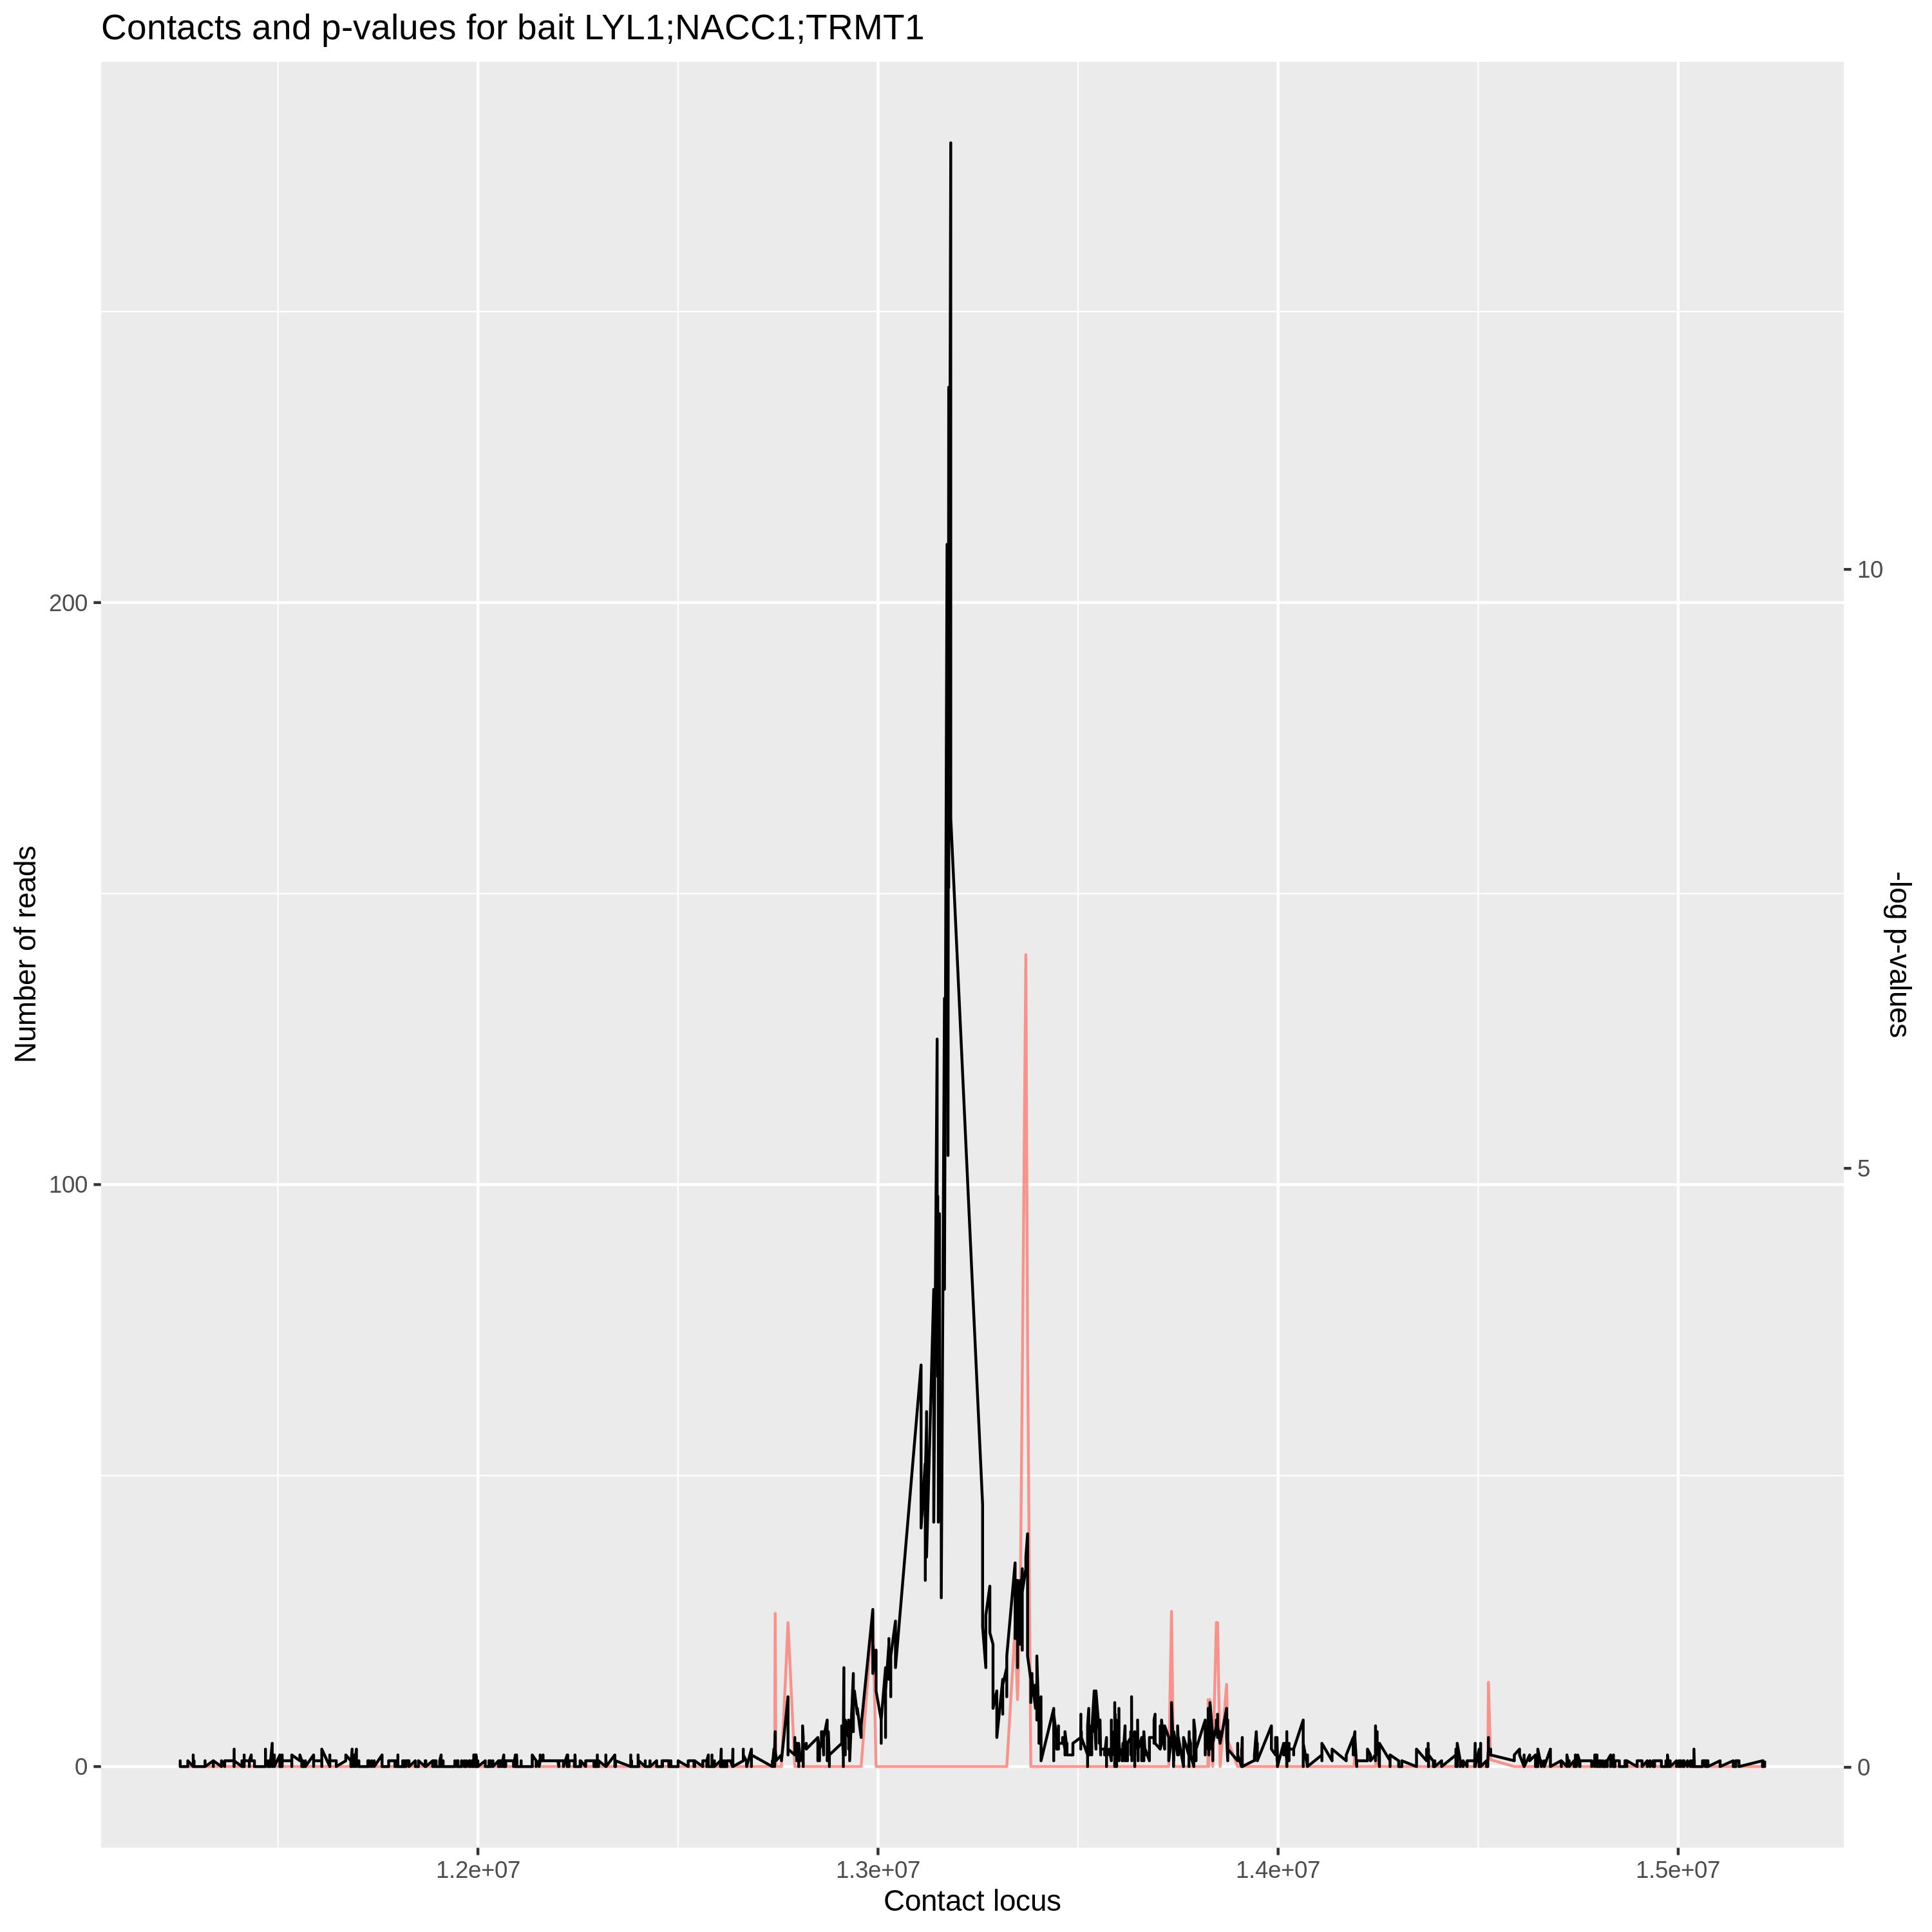 Contacts and p-values for bait LYL1;NACC1;TRMT1
Number of reads
200
100
0
10
5
0
-log p-values
1.2e+07
1.3e+07
1.4e+07
1.5e+07
Contact locus